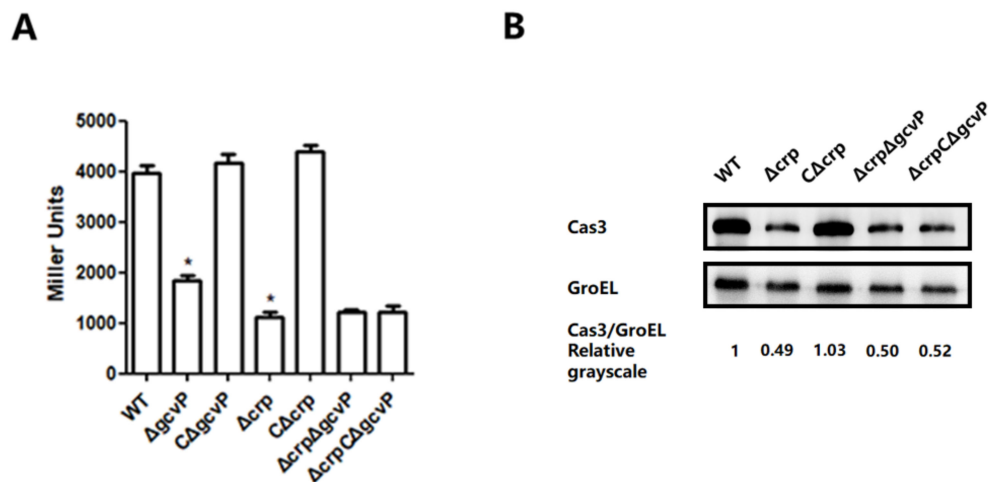 A
B
5000
4000
3000
2000
1000
0
Miller Units
*
*
WT
ΔgcvP
CΔgcvP
Δcrp
CΔcrp
ΔcrpΔgcvP
ΔcrpCΔgcvP
WT
Δcrp
CΔcrp
ΔcrpΔgcvP
ΔcrpCΔgcvP
Cas3
GroEL
Cas3/GroEL
Relative
grayscale
1 0.49 1.03 0.50 0.52